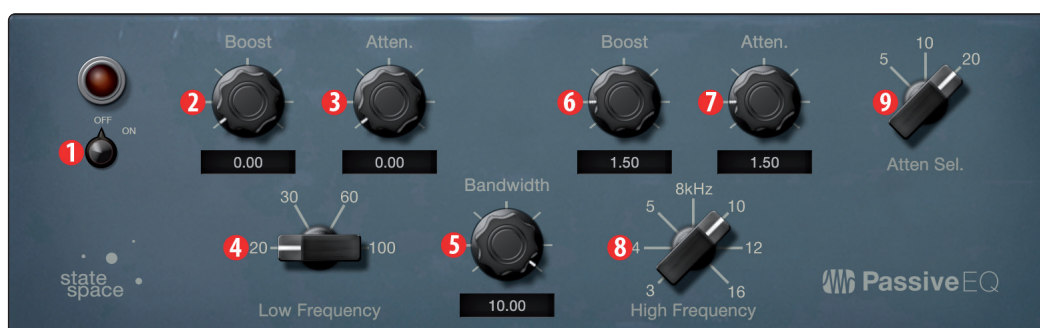 Boost Atten. Boost Atten. 5 10 20
OFF ON
1 2 3 6 7 9
0.00 0.00 1.50 1.50 Atten Sel.
Bandwidth
30 60 5 8kHz 10
4 20 100 5 8 4 12
3 16
state space
Low Frequency 10.00 High Frequency PassiveEQ